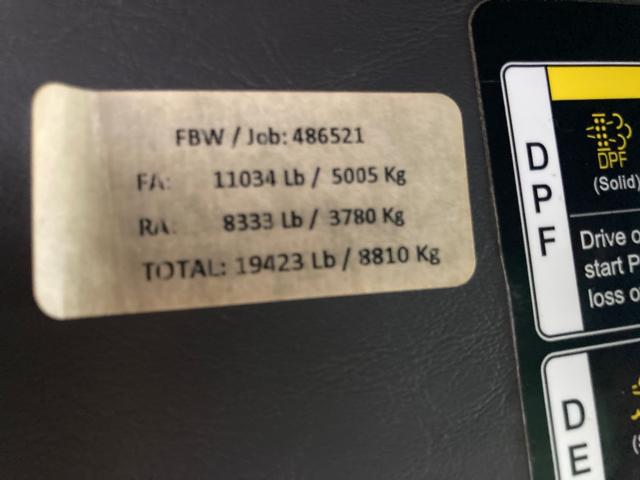 FBW / Job: 486521
FA: 11034 Lb / 5005 Kg
RA: 8333 Lb / 3780 Kg
TOTAL: 19423 Lb / 8810 Kg
DPF
DPF
(Solid)
Drive
start
loss
DE